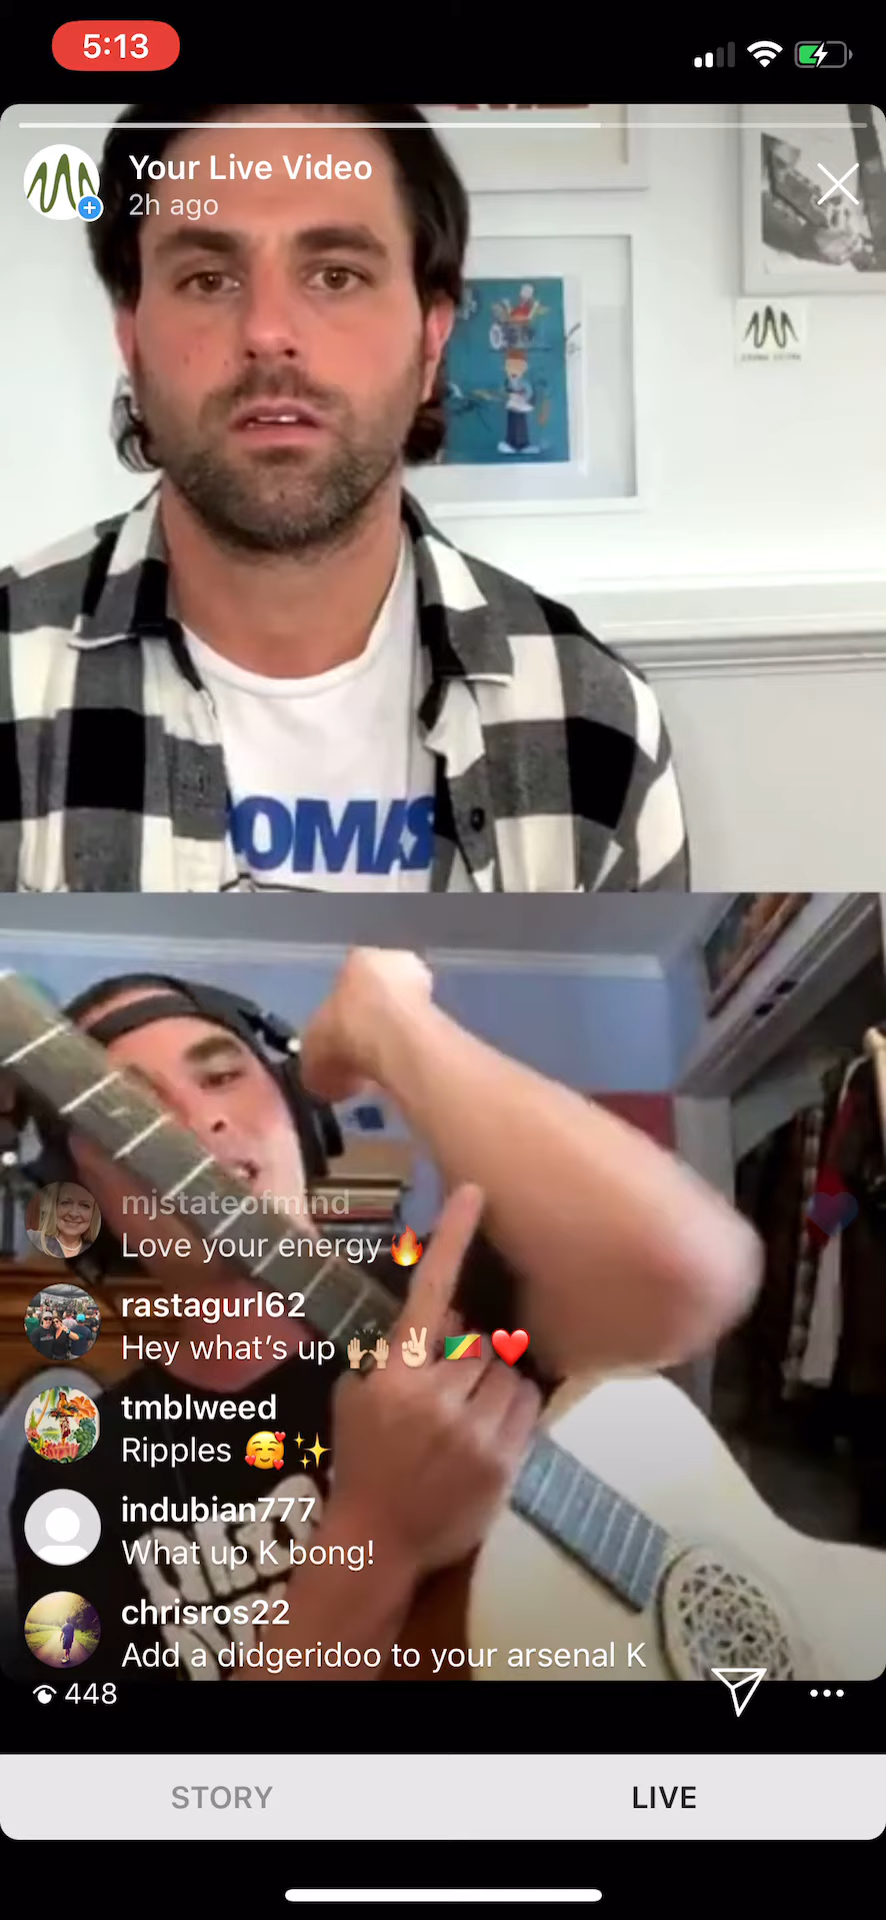 5:13
Your Live Video
2h ago
OMAS
mjstateofmind
Love your energy🔥
rastagurl62
Hey what's up 🙌🏼 ✌🏼 🇨🇬 ❤️
tmblweed
Ripples 🥰 ✨
indubian777
What up K bong!
chrisros22
Add a didgeridoo to your arsenal K
448
STORY
LIVE